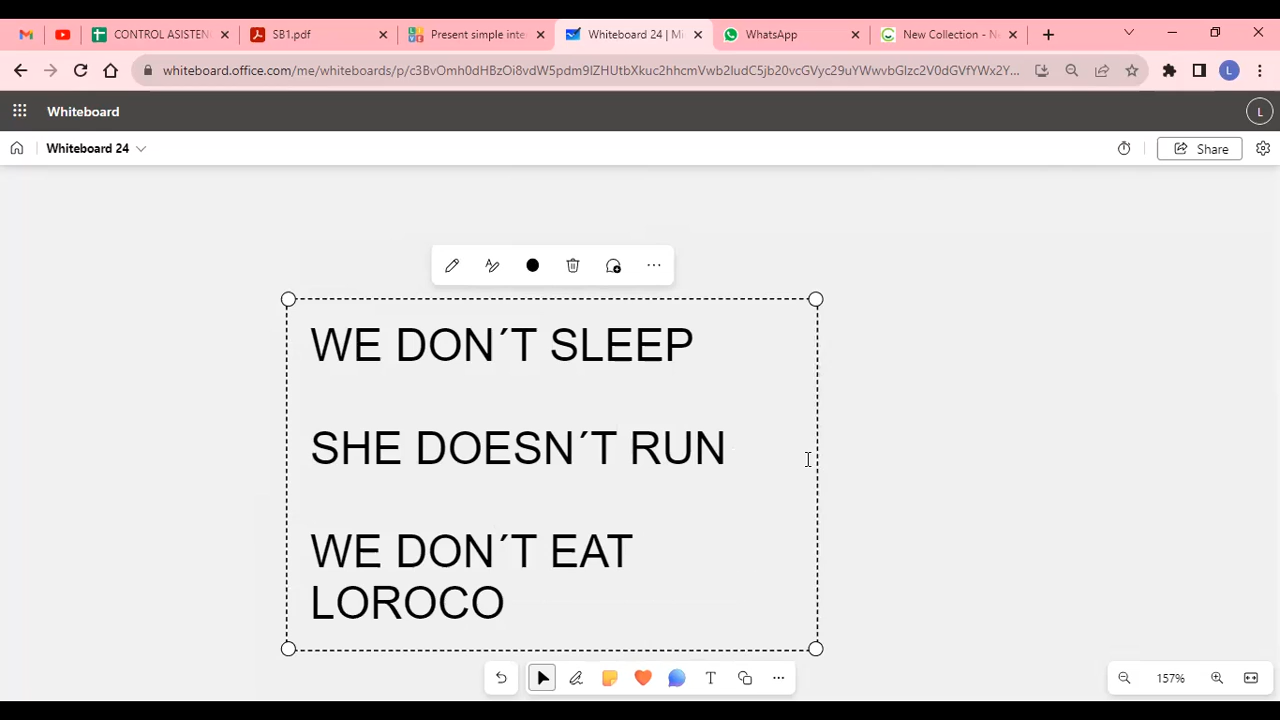 CONTROL ASISTEN
SB1.pdf
Present simple inte
Whiteboard 24 | Mi
WhatsApp
New Collection - Ne
Whiteboard
L
Whiteboard 24
Share
WE DON´T SLEEP
SHE DOESN´T RUN
WE DON´T EAT
LOROCO
157%